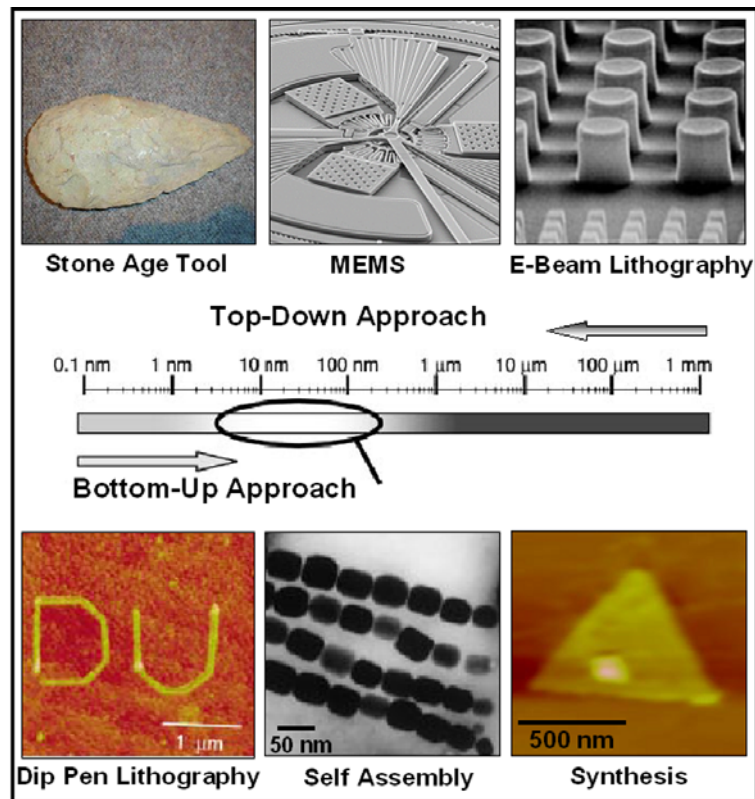 Stone Age Tool
MEMS
E-Beam Lithography
Top-Down Approach
0.1 nm 1 nm 10 nm 100 nm 1 µm 10 µm 100 µm 1 mm
Bottom-Up Approach
DU
1 µm
50 nm
500 nm
Dip Pen Lithography
Self Assembly
Synthesis